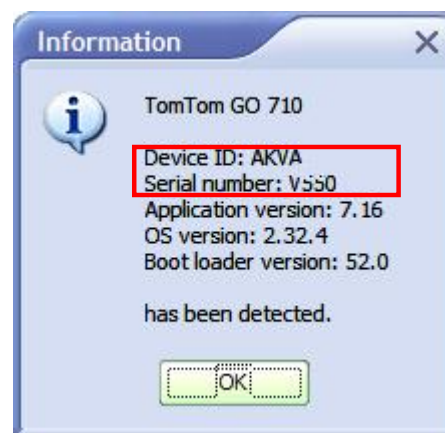 Information
TomTom GO 710
Device ID: AKVA
Serial number: V550
Application version: 7.16
OS version: 2.32.4
Boot loader version: 52.0
has been detected.
OK